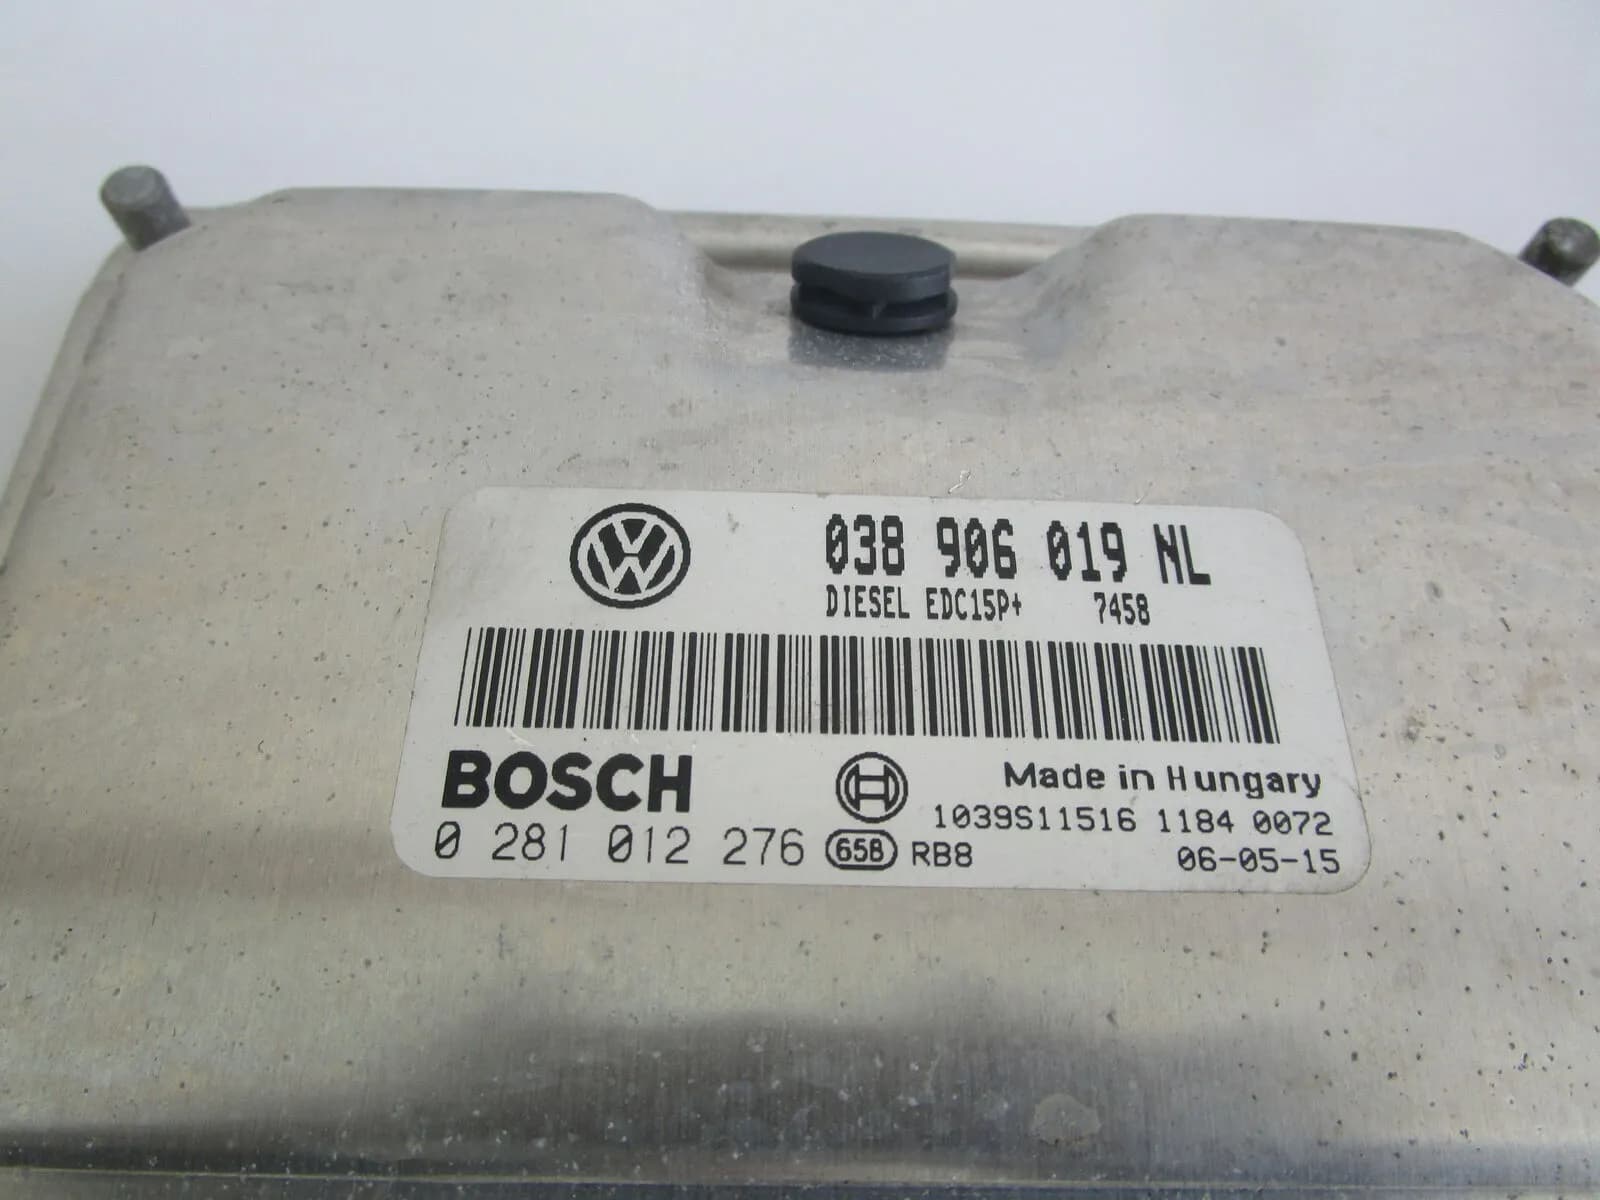 038 906 019 NL
DIESEL EDC15P+ 7458
BOSCH
Made in Hungary
1039S11516 1184 0072
0 281 012 276 658 RB8 06-05-15